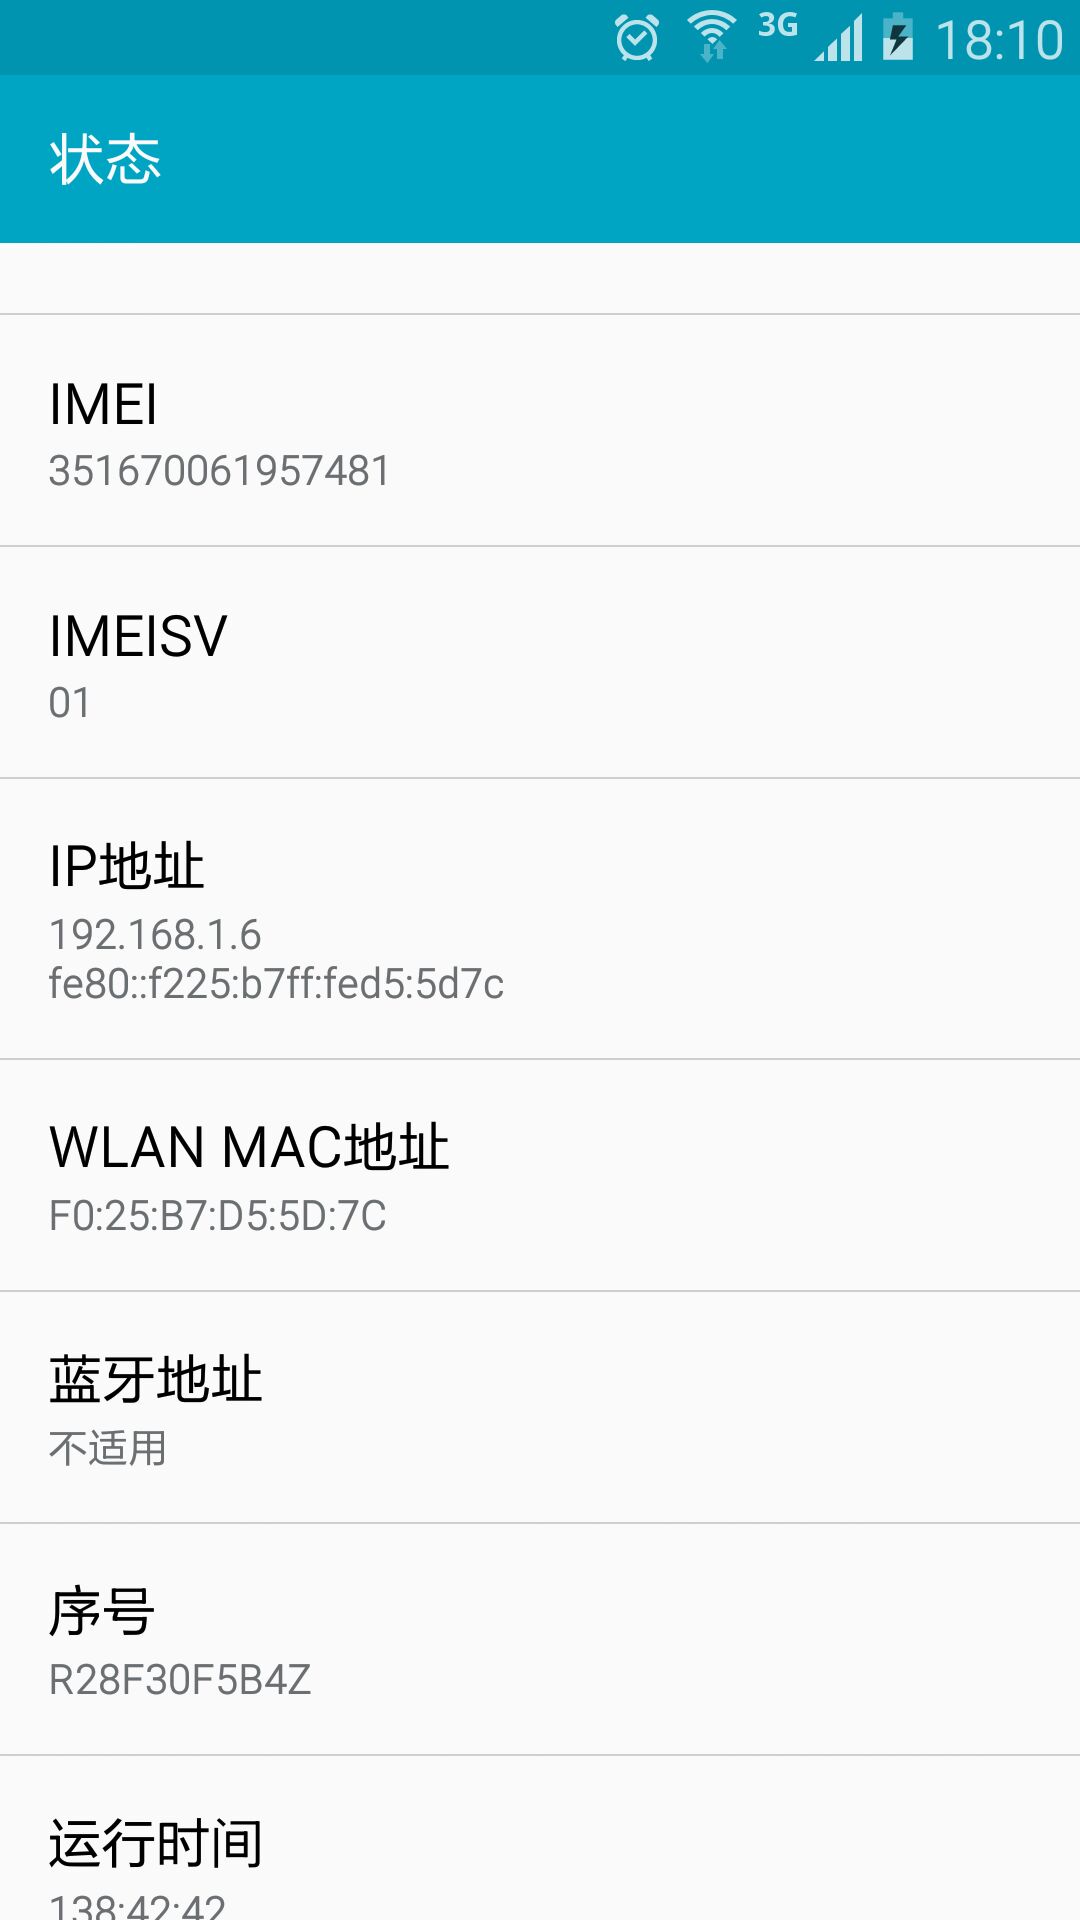 3G 18:10
状态
IMEI
351670061957481
IMEISV
01
IP地址
192.168.1.6
fe80::f225:b7ff:fed5:5d7c
WLAN MAC地址
F0:25:B7:D5:5D:7C
蓝牙地址
不适用
序号
R28F30F5B4Z
运行时间
138:42:42